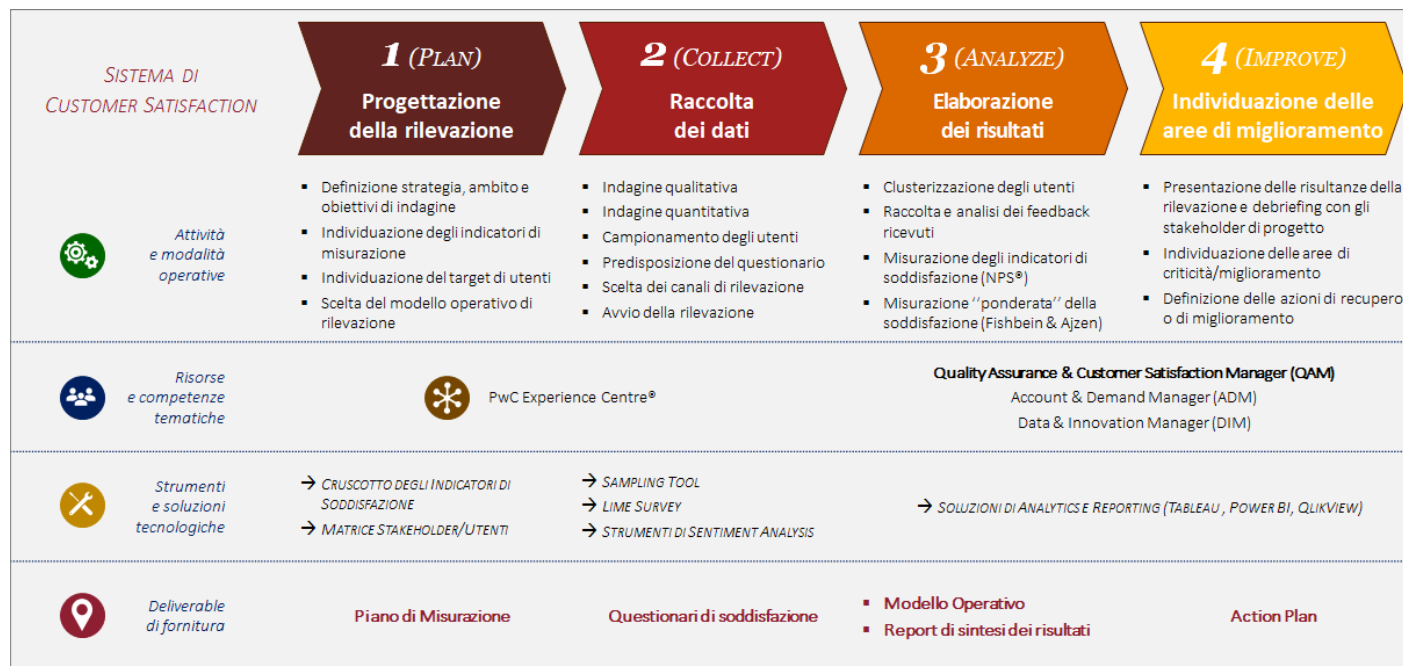 SISTEMA DI
CUSTOMER SATISFACTION
1 (PLAN)
Progettazione
della rilevazione
2 (COLLECT)
Raccolta
dei dati
3 (ANALYZE)
Elaborazione
dei risultati
4 (IMPROVE)
Individuazione delle
aree di miglioramento
Attività
e modalità
operative
▪ Definizione strategia, ambito e
obiettivi di indagine
▪ Individuazione degli indicatori di
misurazione
▪ Individuazione del target di utenti
▪ Scelta del modello operativo di
rilevazione
▪ Indagine qualitativa
▪ Indagine quantitativa
▪ Campionamento degli utenti
▪ Predisposizione del questionario
▪ Scelta dei canali di rilevazione
▪ Avvio della rilevazione
▪ Clusterizzazione degli utenti
▪ Raccolta e analisi dei feedback
ricevuti
▪ Misurazione degli indicatori di
soddisfazione (NPS®)
▪ Misurazione ''ponderata'' della
soddisfazione (Fishbein & Ajzen)
▪ Presentazione delle risultanze della
rilevazione e debriefing con gli
stakeholder di progetto
▪ Individuazione delle aree di
criticità/miglioramento
▪ Definizione delle azioni di recupero
o di miglioramento
Risorse
e competenze
tematiche
PwC Experience Centre®
Quality Assurance & Customer Satisfaction Manager (QAM)
Account & Demand Manager (ADM)
Data & Innovation Manager (DIM)
Strumenti
e soluzioni
tecnologiche
→ CRUSCOTTO DEGLI INDICATORI DI
SODDISFAZIONE
→ MATRICE STAKEHOLDER/UTENTI
→ SAMPLING TOOL
→ LIME SURVEY
→ STRUMENTI DI SENTIMENT ANALYSIS
→ SOLUZIONI DI ANALYTICS E REPORTING (TABLEAU , POWER BI, QLIKVIEW)
Deliverable
di fornitura
Piano di Misurazione
Questionari di soddisfazione
▪ Modello Operativo
▪ Report di sintesi dei risultati
Action Plan